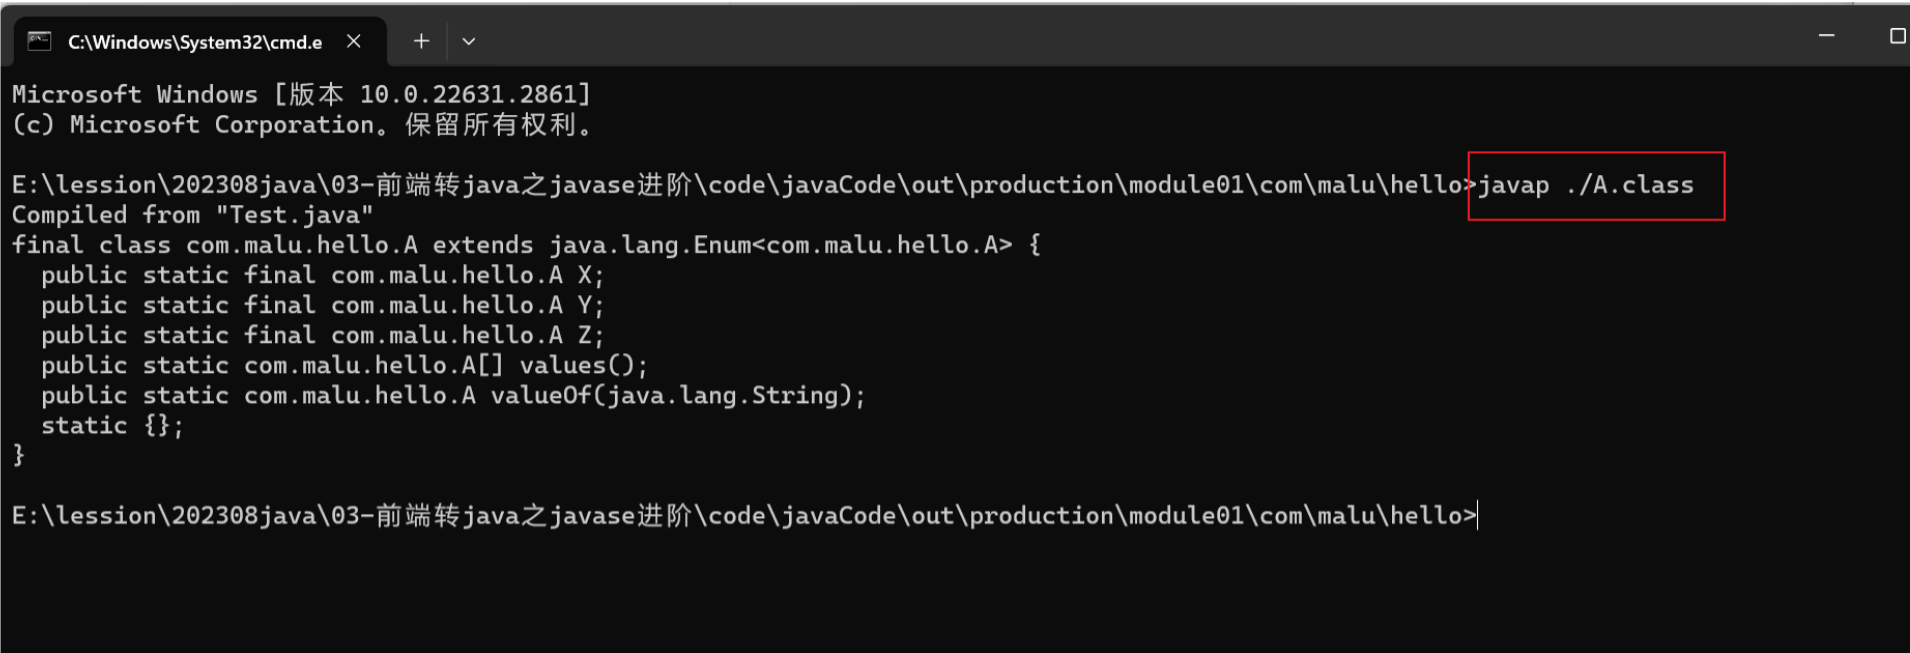 C:\Windows\System32\cmd.e
Microsoft Windows [版本 10.0.22631.2861]
(c) Microsoft Corporation。保留所有权利。
E:\lession\202308java\03-前端转java之javase进阶\code\javaCode\out\production\module01\com\malu\hello>javap ./A.class
Compiled from "Test.java"
final class com.malu.hello.A extends java.lang.Enum<com.malu.hello.A> {
  public static final com.malu.hello.A X;
  public static final com.malu.hello.A Y;
  public static final com.malu.hello.A Z;
  public static com.malu.hello.A[] values();
  public static com.malu.hello.A valueOf(java.lang.String);
  static {};
}
E:\lession\202308java\03-前端转java之javase进阶\code\javaCode\out\production\module01\com\malu\hello>